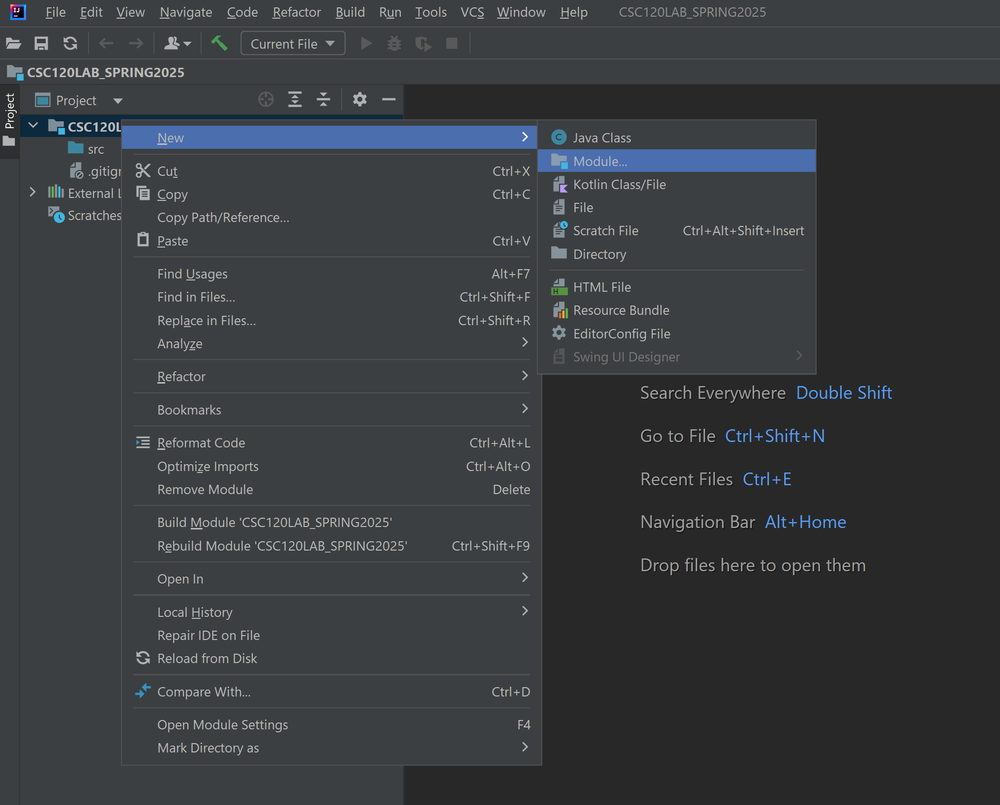 IJ File Edit View Navigate Code Refactor Build Run Tools VCS Window Help CSC120LAB_SPRING2025
Current File
CSC120LAB_SPRING2025
Project
Project
CSC120L
src
.gitigr
External L
Scratches
New
Cut Ctrl+X
Copy Ctrl+C
Copy Path/Reference...
Paste Ctrl+V
Find Usages Alt+F7
Find in Files... Ctrl+Shift+F
Replace in Files... Ctrl+Shift+R
Analyze
Refactor
Bookmarks
Reformat Code Ctrl+Alt+L
Optimize Imports Ctrl+Alt+O
Remove Module Delete
Build Module 'CSC120LAB_SPRING2025'
Rebuild Module 'CSC120LAB_SPRING2025' Ctrl+Shift+F9
Open In
Local History
Repair IDE on File
Reload from Disk
Compare With... Ctrl+D
Open Module Settings F4
Mark Directory as
Java Class
Module...
Kotlin Class/File
File
Scratch File Ctrl+Alt+Shift+Insert
Directory
HTML File
Resource Bundle
EditorConfig File
Swing UI Designer
Search Everywhere Double Shift
Go to File Ctrl+Shift+N
Recent Files Ctrl+E
Navigation Bar Alt+Home
Drop files here to open them